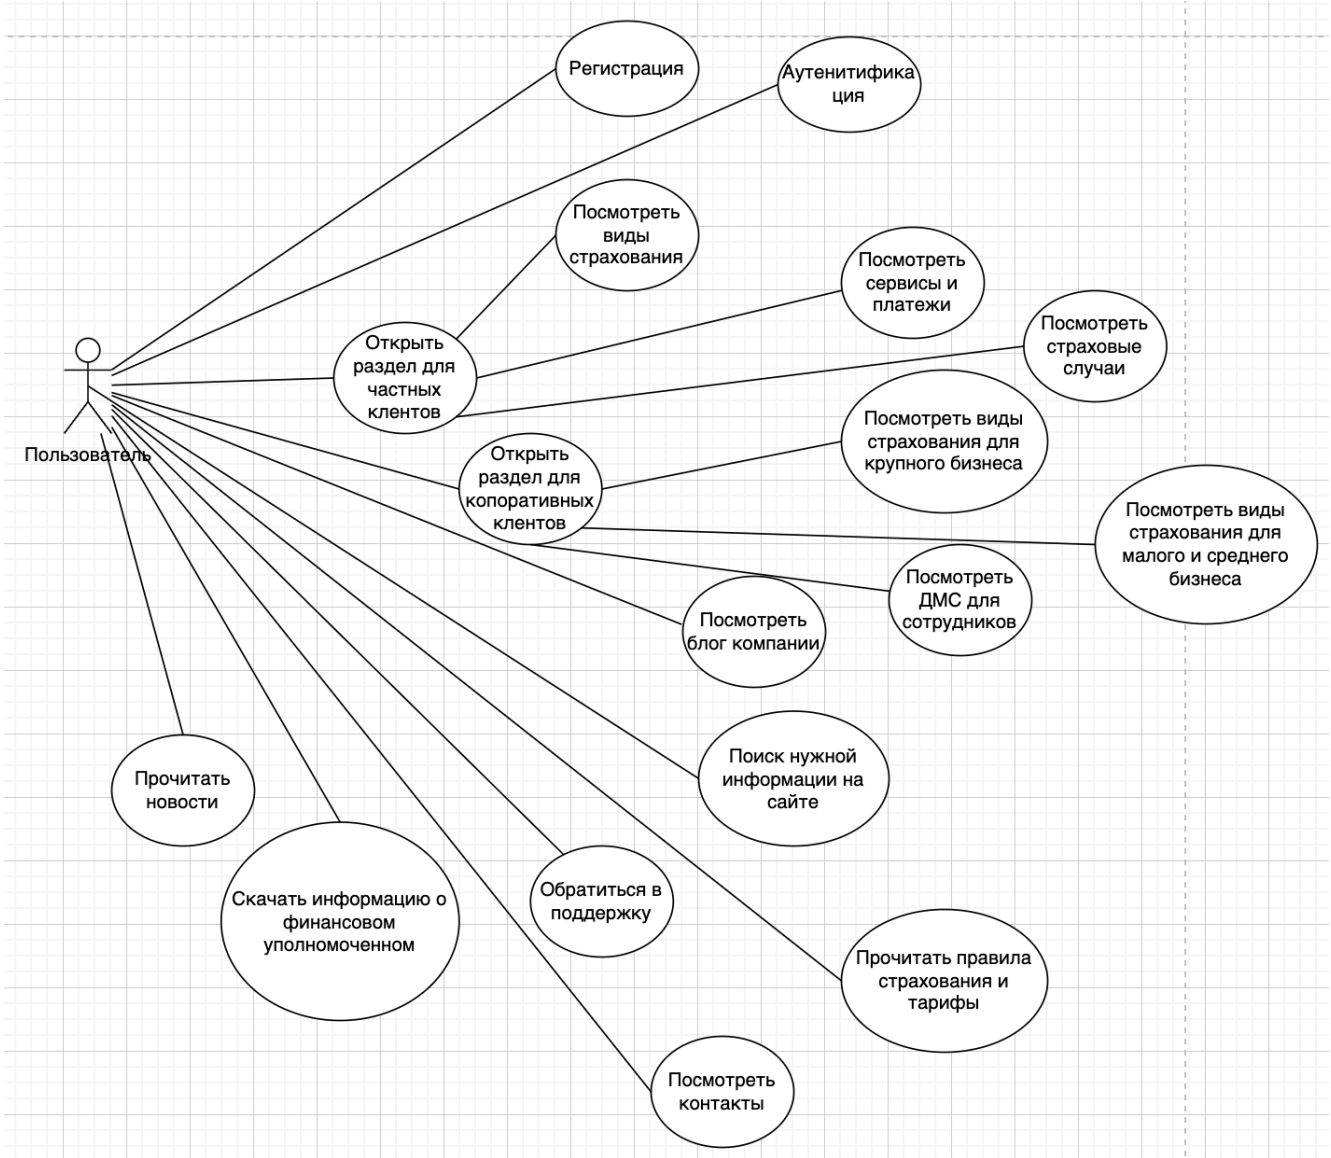 Регистрация
Аутенитифика
ция
Посмотреть
виды
страхования
Посмотреть
сервисы и
платежи
Посмотреть
страховые
случаи
Открыть
раздел для
частных
клентов
Пользователь
Посмотреть виды
страхования для
крупного бизнеса
Открыть
раздел для
копоративных
клентов
Посмотреть виды
страхования для
малого и среднего
бизнеса
Посмотреть
ДМС для
сотрудников
Посмотреть
блог компании
Поиск нужной
информации на
сайте
Прочитать
новости
Скачать информацию о
финансовом
уполномоченном
Обратиться в
поддержку
Прочитать правила
страхования и
тарифы
Посмотреть
контакты